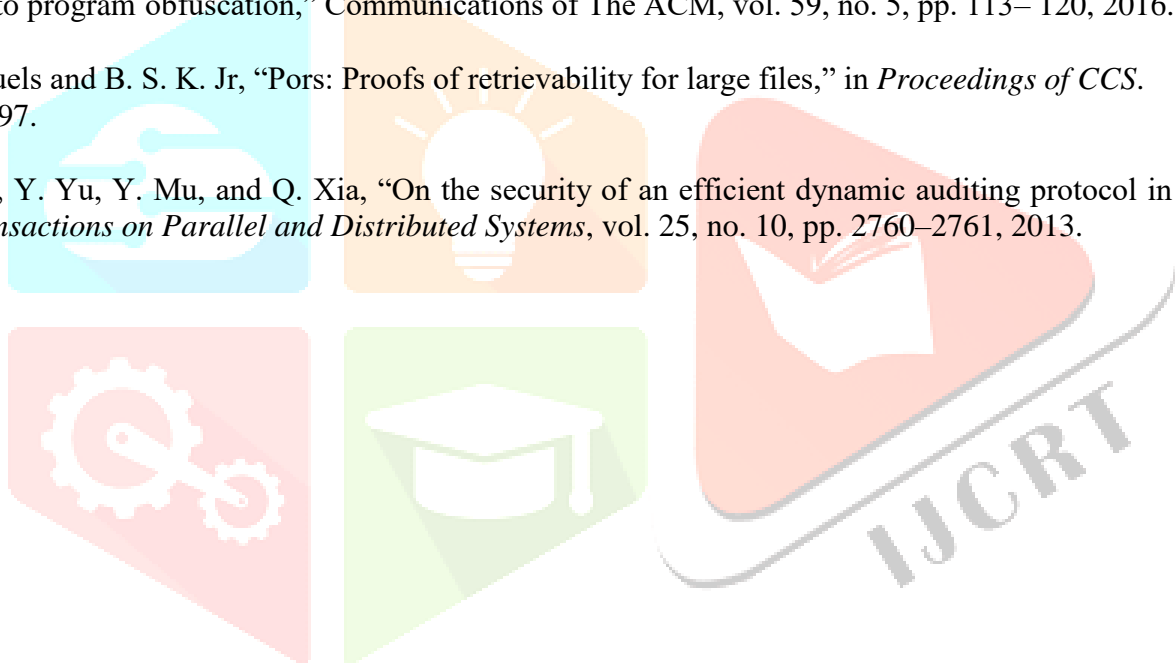 to program obfuscation,” Communications of The ACM, vol. 59, no. 5, pp. 113– 120, 2016.
uels and B. S. K. Jr, “Pors: Proofs of retrievability for large files,” in Proceedings of CCS.
97.
, Y. Yu, Y. Mu, and Q. Xia, “On the security of an efficient dynamic auditing protocol in
nsactions on Parallel and Distributed Systems, vol. 25, no. 10, pp. 2760–2761, 2013.
IJCRT